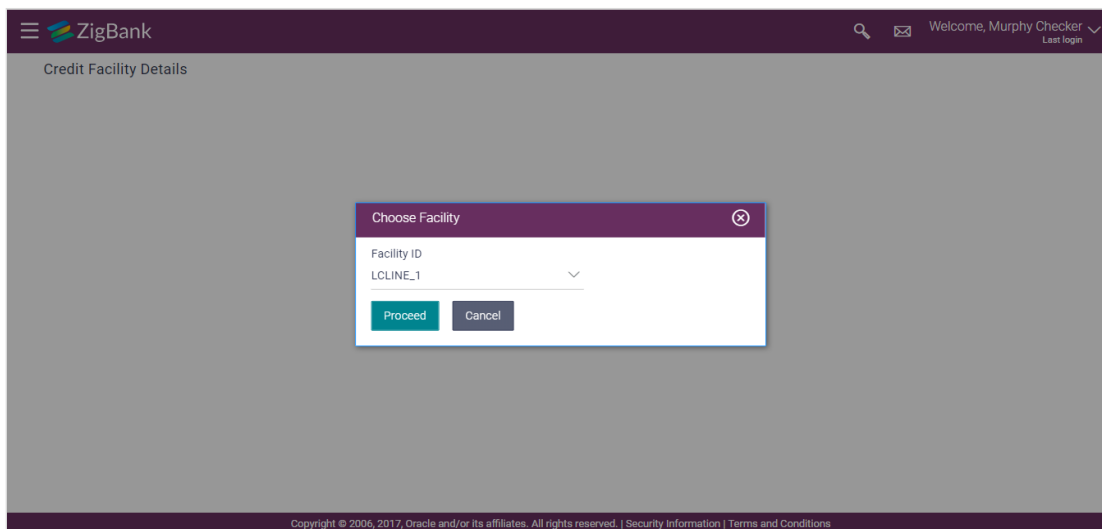 ZigBank
Welcome, Murphy Checker
Last login
Credit Facility Details
Choose Facility
Facility ID
LCLINE_1
Proceed
Cancel
Copyright © 2006, 2017, Oracle and/or its affiliates. All rights reserved. | Security Information | Terms and Conditions